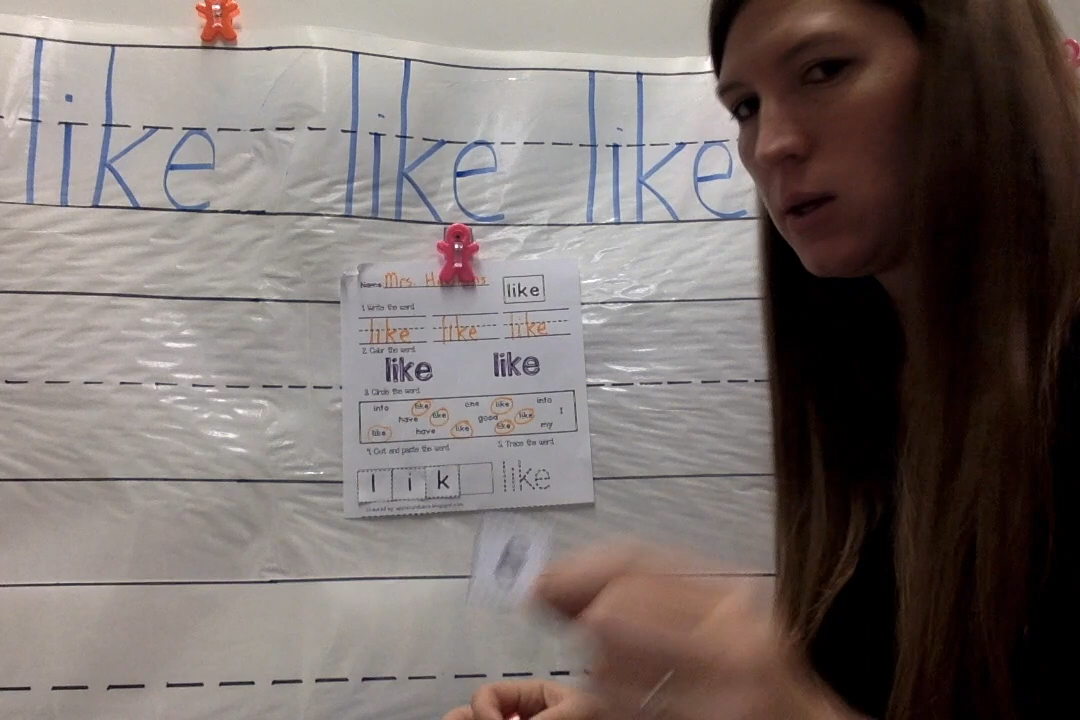 like like like
Name Mrs. like
1. Write the word
like like like
2. Color the word.
like like
3. Circle the word.
into like one like into
have like good like I
like have like like my
4. Cut and paste the word. 5. Trace the word.
l i k like